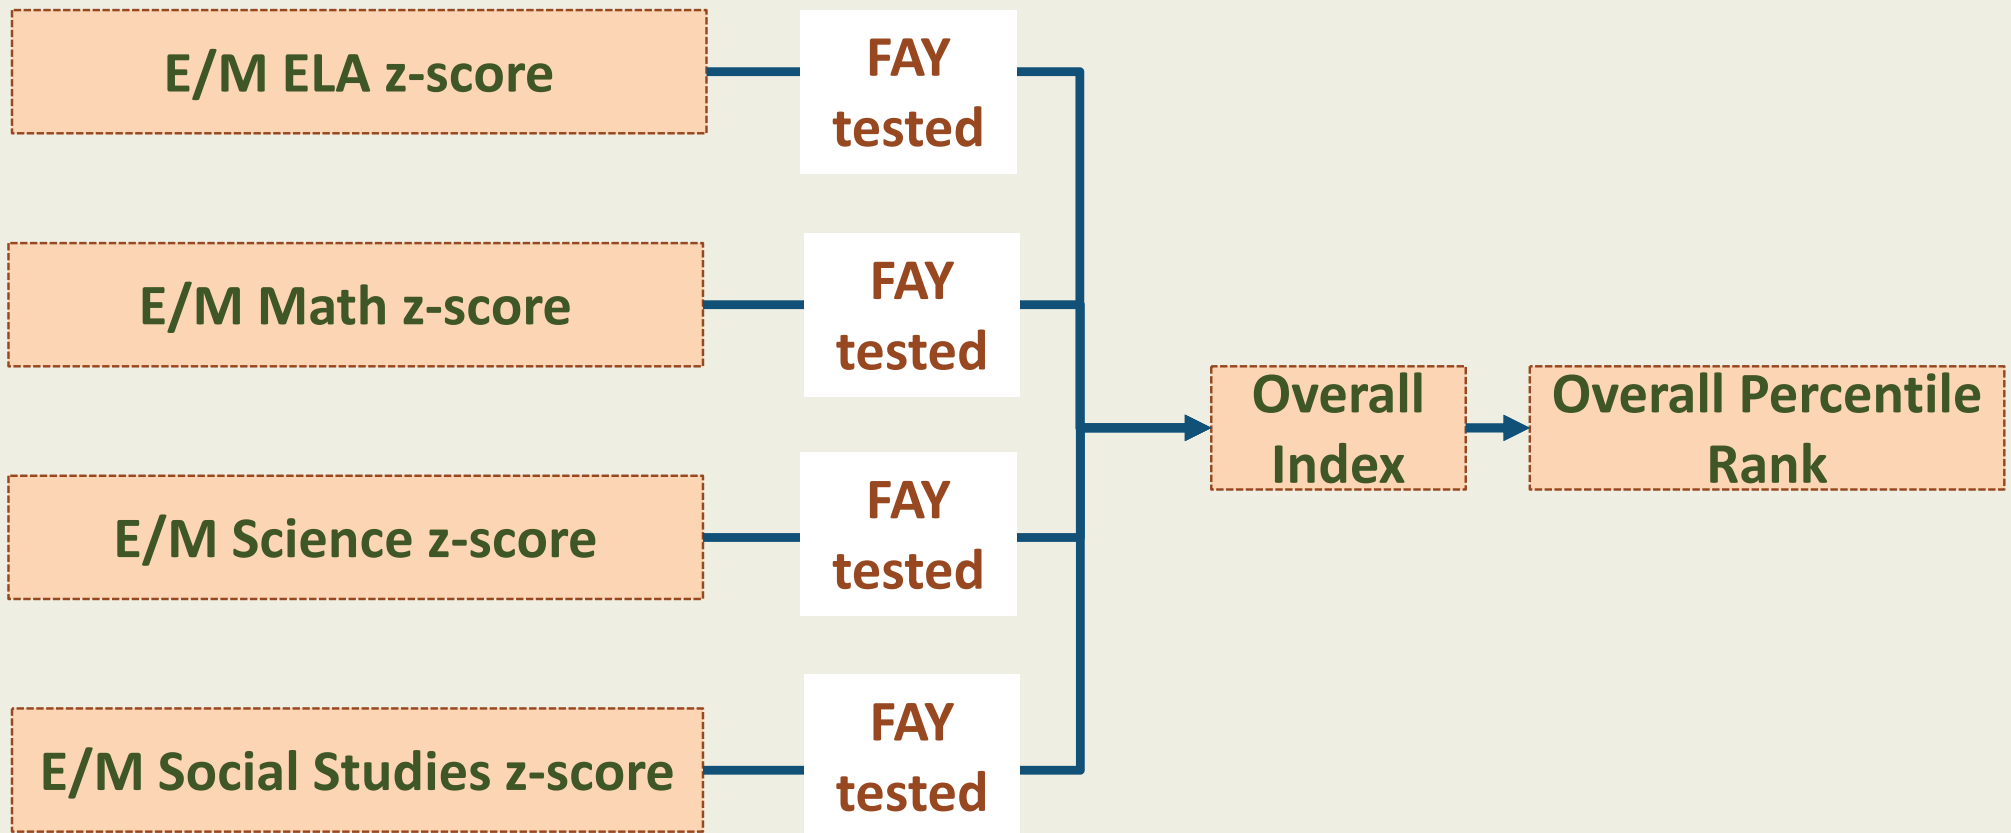 E/M ELA z-score
FAY
tested
E/M Math z-score
FAY
tested
E/M Science z-score
FAY
tested
E/M Social Studies z-score
FAY
tested
Overall
Index
Overall Percentile
Rank